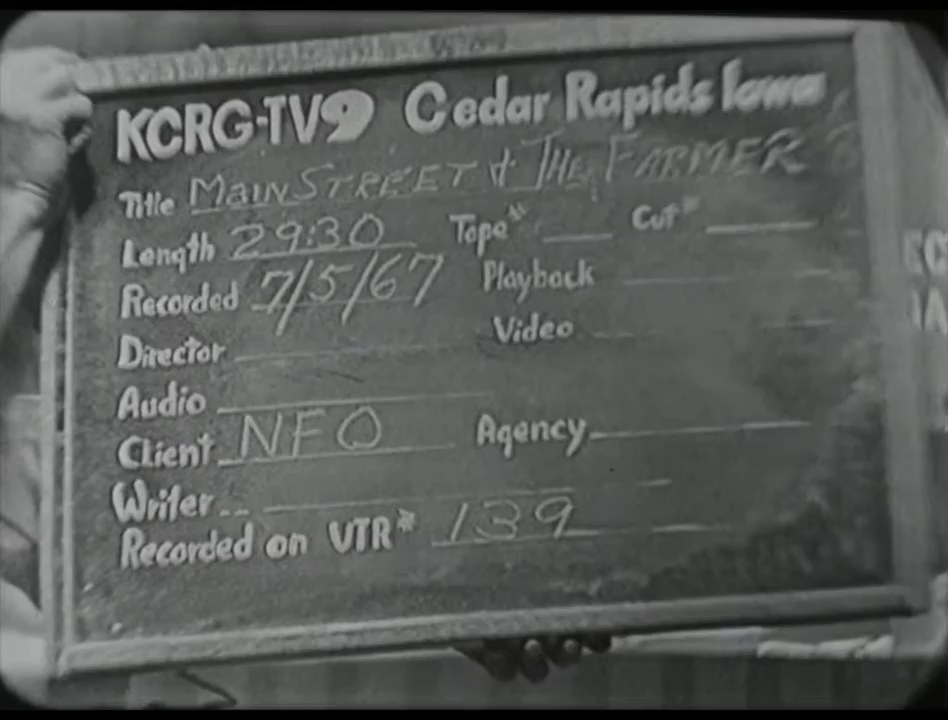 KCRG-TV9 Cedar Rapids Iowa
Title MAIN STREET & THE FARMER
Length 29:30 Tape# Cut#
Recorded 7/5/67 Playback
Director Video
Audio
Client NFO Agency
Writer
Recorded on VTR# 139